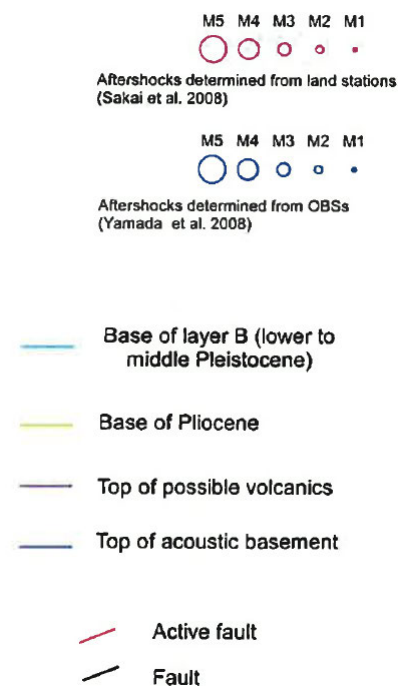 M5 M4 M3 M2 M1
Aftershocks determined from land stations
(Sakai et al. 2008)
M5 M4 M3 M2 M1
Aftershocks determined from OBSs
(Yamada et al. 2008)
Base of layer B (lower to
middle Pleistocene)
Base of Pliocene
Top of possible volcanics
Top of acoustic basement
Active fault
Fault